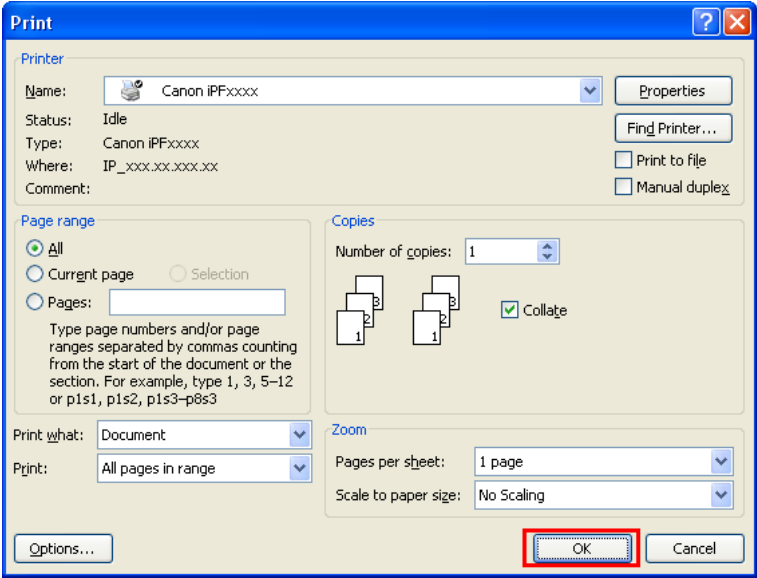 Print
Printer
Name: Canon iPFxxxx Properties
Status: Idle
Find Printer...
Type: Canon iPFxxxx
Where: IP_xxx.xx.xxx.xx
Print to file
Comment:
Manual duplex
Page range
All
Current page Selection
Pages:
Type page numbers and/or page
ranges separated by commas counting
from the start of the document or the
section. For example, type 1, 3, 5–12
or p1s1, p1s2, p1s3–p8s3
Copies
Number of copies: 1
3 3
2 2
1 1
Collate
Print what: Document
Print: All pages in range
Zoom
Pages per sheet: 1 page
Scale to paper size: No Scaling
Options... OK Cancel